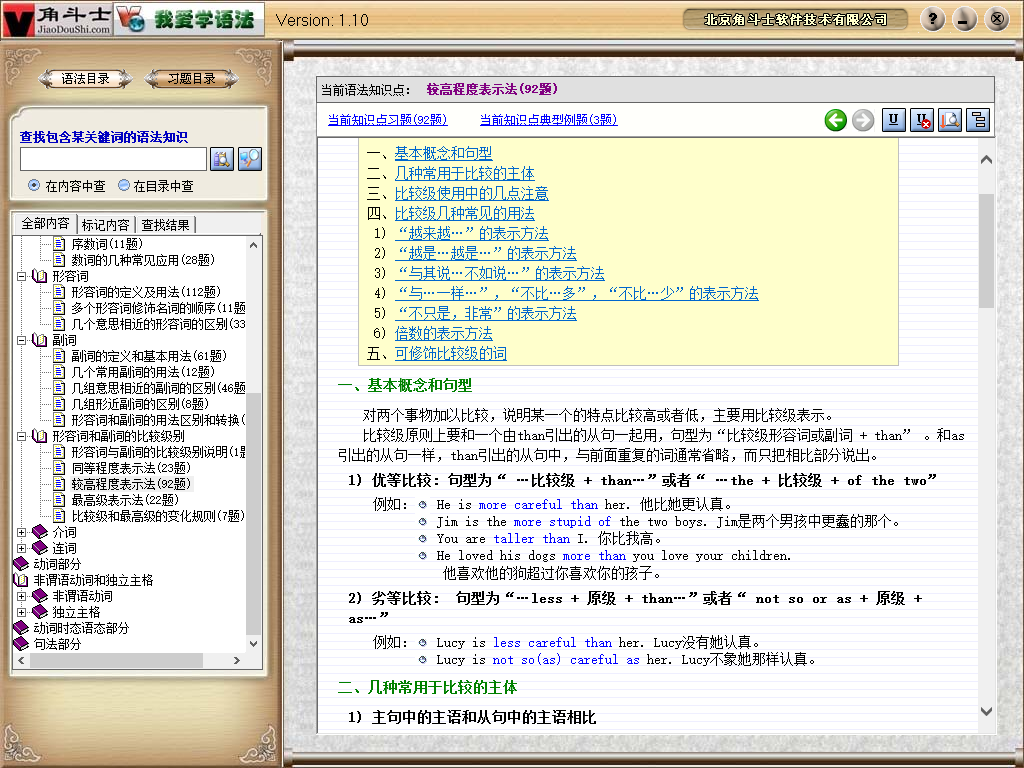 角斗士
JiaoDouShi.com
我爱学语法
Version: 1.10
北京角斗士软件技术有限公司
语法目录
习题目录
查找包含某关键词的语法知识
在内容中查
在目录中查
全部内容
标记内容
查找结果
序数词(11题)
数词的几种常见应用(28题)
形容词
形容词的定义及用法(112题)
多个形容词修饰名词的顺序(11题
几个意思相近的形容词的区别(33
副词
副词的定义和基本用法(61题)
几个常用副词的用法(12题)
几组意思相近的副词的区别(46题
几组形近副词的区别(8题)
形容词和副词的用法区别和转换(
形容词和副词的比较级别
形容词与副词的比较级别说明(1题
同等程度表示法(23题)
较高程度表示法(92题)
最高级表示法(22题)
比较级和最高级的变化规则(7题)
介词
连词
动词部分
非谓语动词和独立主格
非谓语动词
独立主格
动词时态语态部分
句法部分
当前语法知识点： 较高程度表示法(92题)
当前知识点习题(92题)
当前知识点典型例题(3题)
一、基本概念和句型
二、几种常用于比较的主体
三、比较级使用中的几点注意
四、比较级几种常见的用法
1) “越来越…”的表示方法
2) “越是…越是…”的表示方法
3) “与其说…不如说…”的表示方法
4) “与…一样…”，“不比…多”，“不比…少”的表示方法
5) “不只是，非常”的表示方法
6) 倍数的表示方法
五、可修饰比较级的词
一、基本概念和句型
对两个事物加以比较，说明某一个的特点比较高或者低，主要用比较级表示。
比较级原则上要和一个由than引出的从句一起用，句型为“比较级形容词或副词 + than” 。和as
引出的从句一样，than引出的从句中，与前面重复的词通常省略，而只把相比部分说出。
1) 优等比较：句型为“ …比较级 + than…”或者“ …the + 比较级 + of the two”
例如： He is more careful than her. 他比她更认真。
Jim is the more stupid of the two boys. Jim是两个男孩中更蠢的那个。
You are taller than I. 你比我高。
He loved his dogs more than you love your children.
他喜欢他的狗超过你喜欢你的孩子。
2) 劣等比较： 句型为“…less + 原级 + than…”或者“ not so or as + 原级 +
as…”
例如： Lucy is less careful than her. Lucy没有她认真。
Lucy is not so(as) careful as her. Lucy不象她那样认真。
二、几种常用于比较的主体
1) 主句中的主语和从句中的主语相比